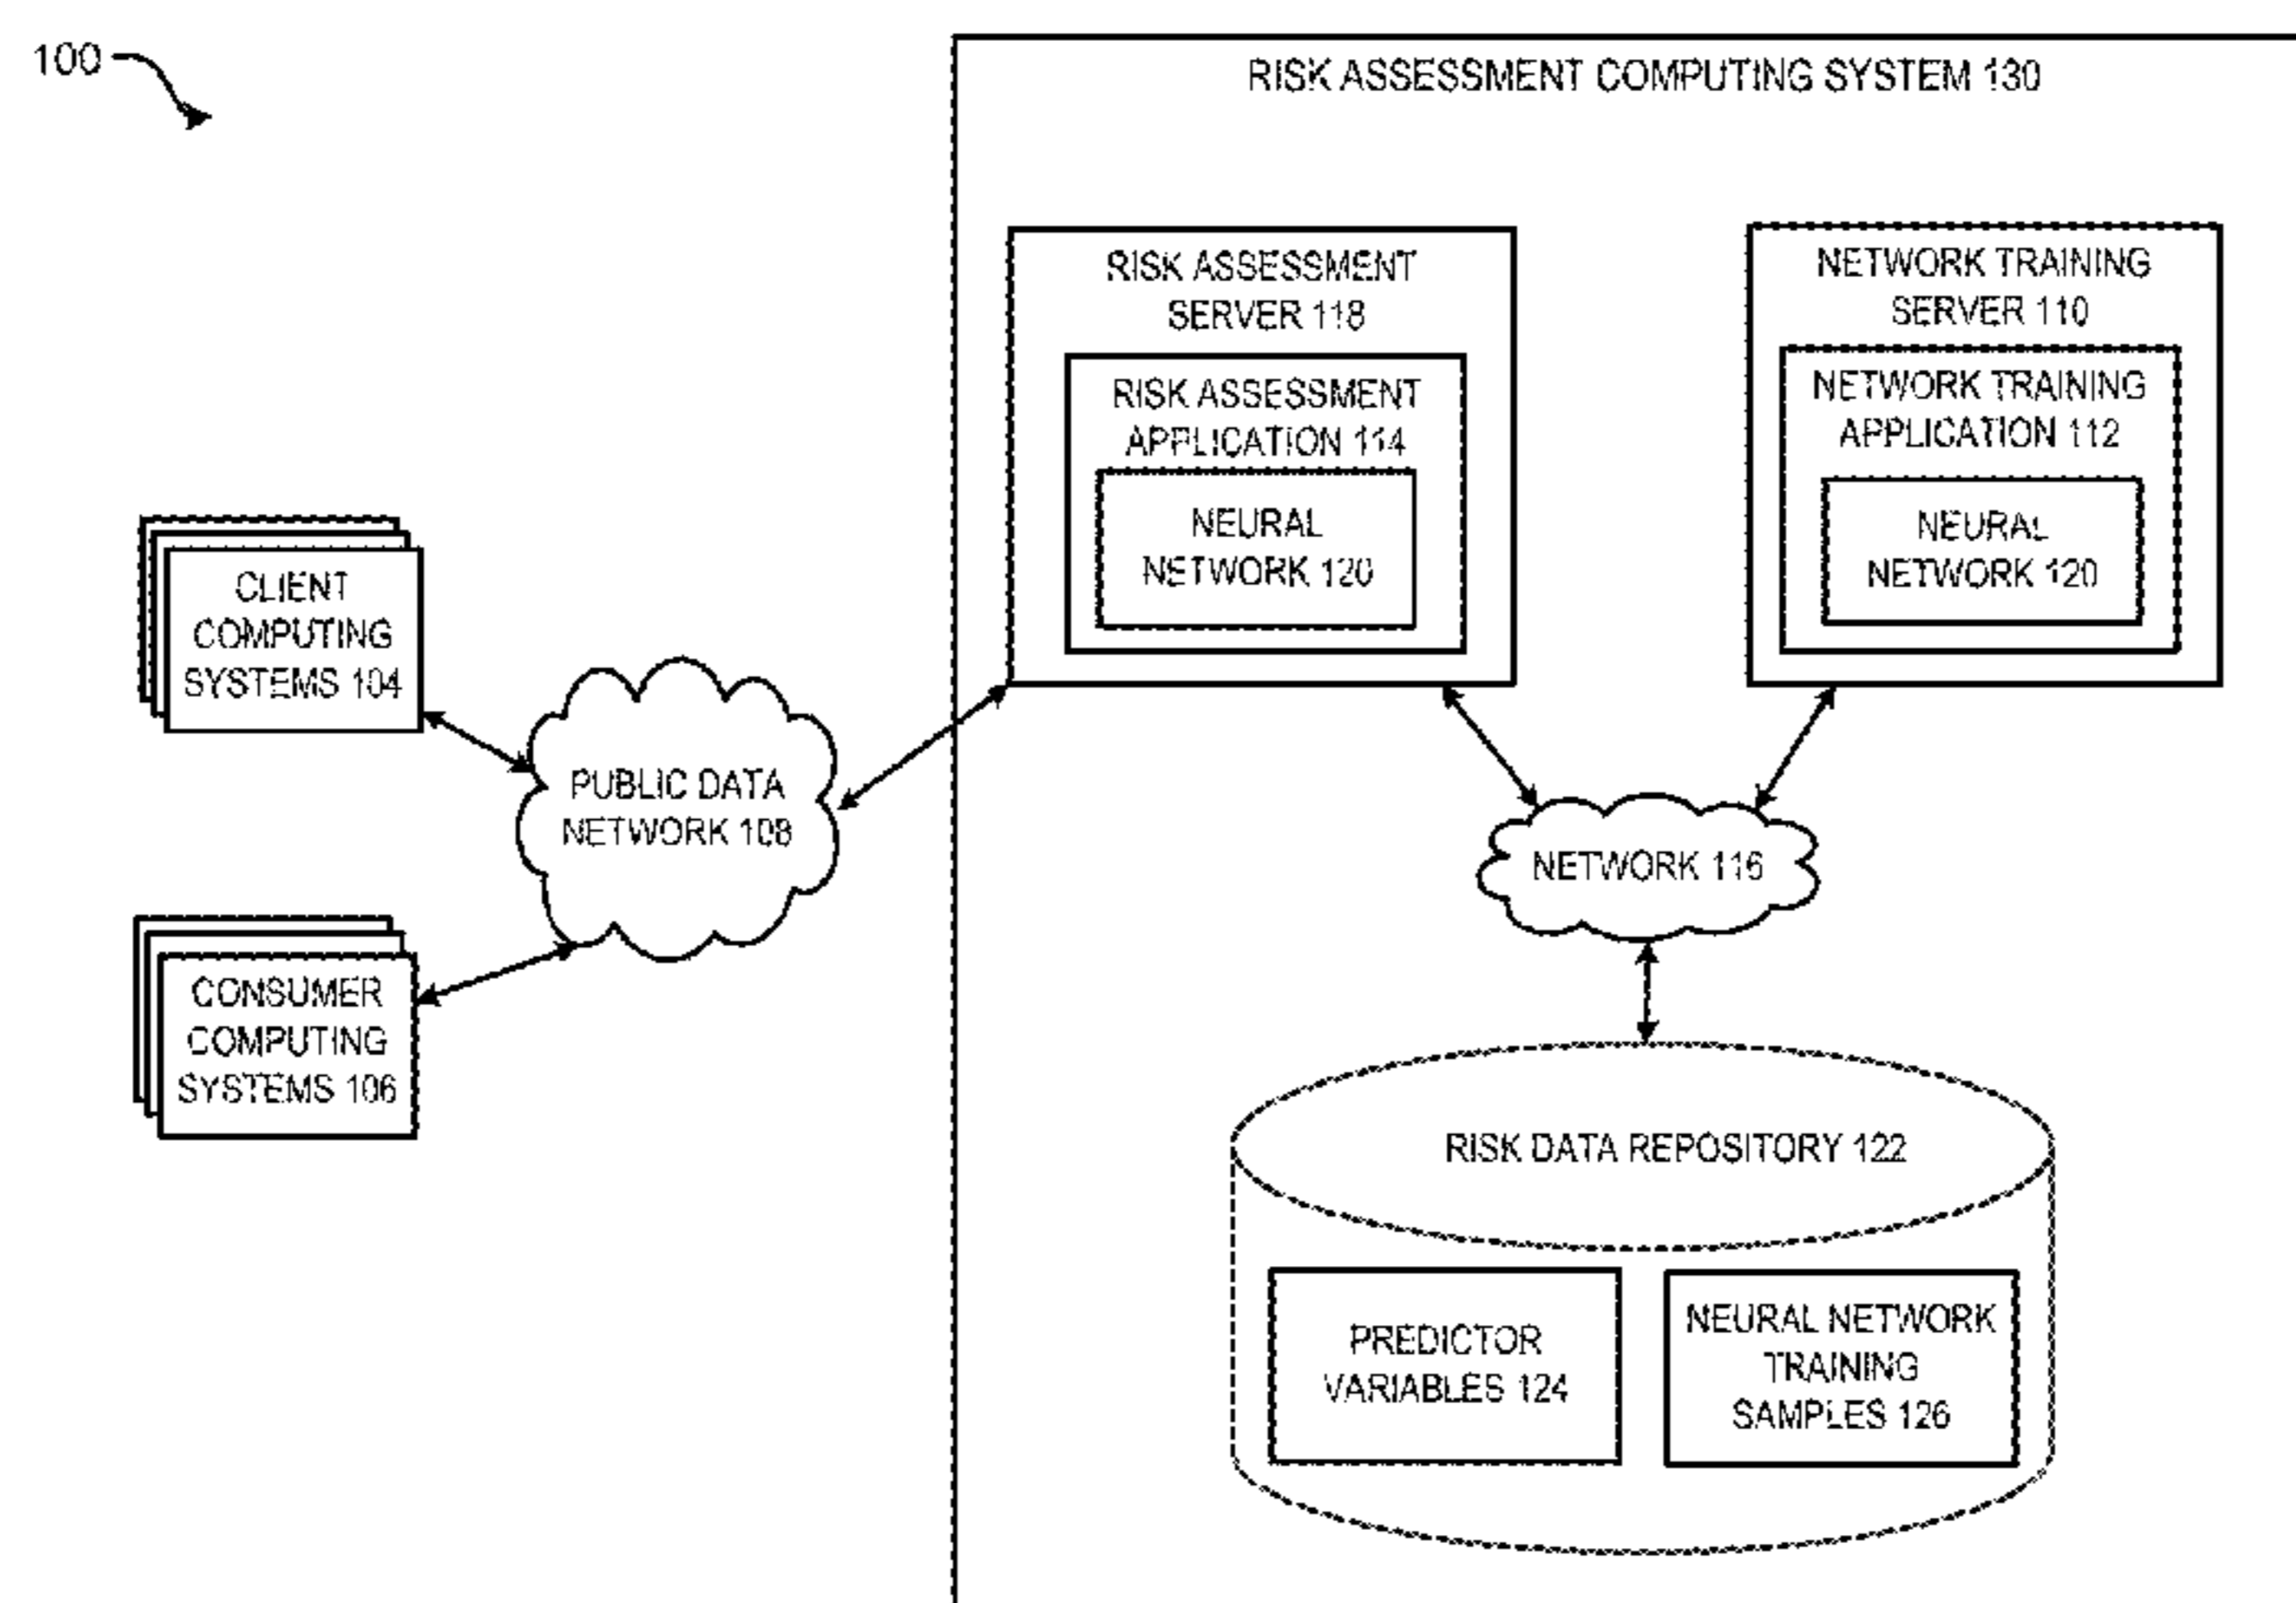 100
RISK ASSESSMENT COMPUTING SYSTEM 130
RISK ASSESSMENT
SERVER 118
RISK ASSESSMENT
APPLICATION 114
NEURAL
NETWORK 120
NETWORK TRAINING
SERVER 110
NETWORK TRAINING
APPLICATION 112
NEURAL
NETWORK 120
CLIENT
COMPUTING
SYSTEMS 104
PUBLIC DATA
NETWORK 108
NETWORK 116
CONSUMER
COMPUTING
SYSTEMS 106
RISK DATA REPOSITORY 122
PREDICTOR
VARIABLES 124
NEURAL NETWORK
TRAINING
SAMPLES 126